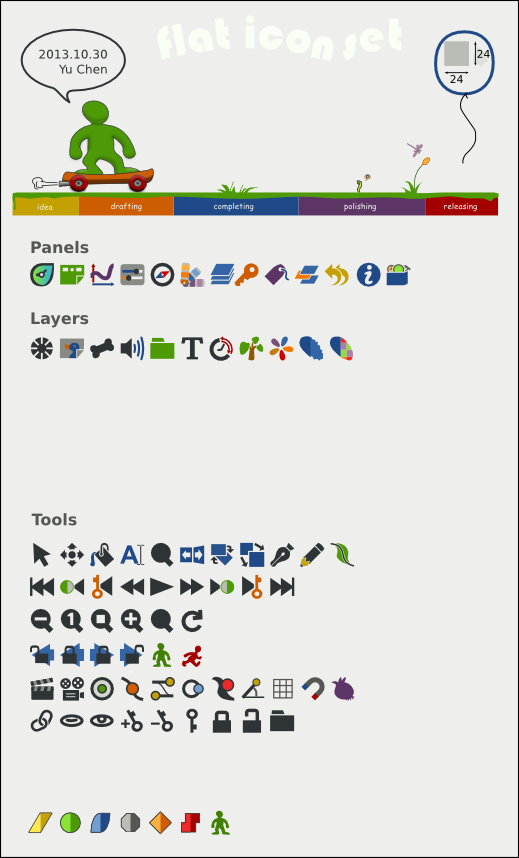 flat icon set
2013.10.30
Yu Chen
24
24
idea drafting completing polishing releasing
Panels
Layers
Tools